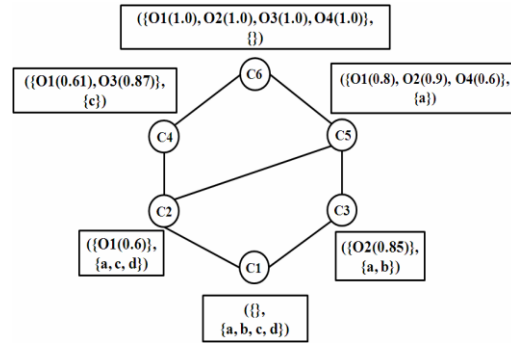 ({O1(1.0), O2(1.0), O3(1.0), O4(1.0)},
{})
({O1(0.61), O3(0.87)},
{c})
C6
({O1(0.8), O2(0.9), O4(0.6)},
{a})
C4
C5
C2
C3
({O1(0.6)},
{a, c, d})
C1
({O2(0.85)},
{a, b})
({},
{a, b, c, d})